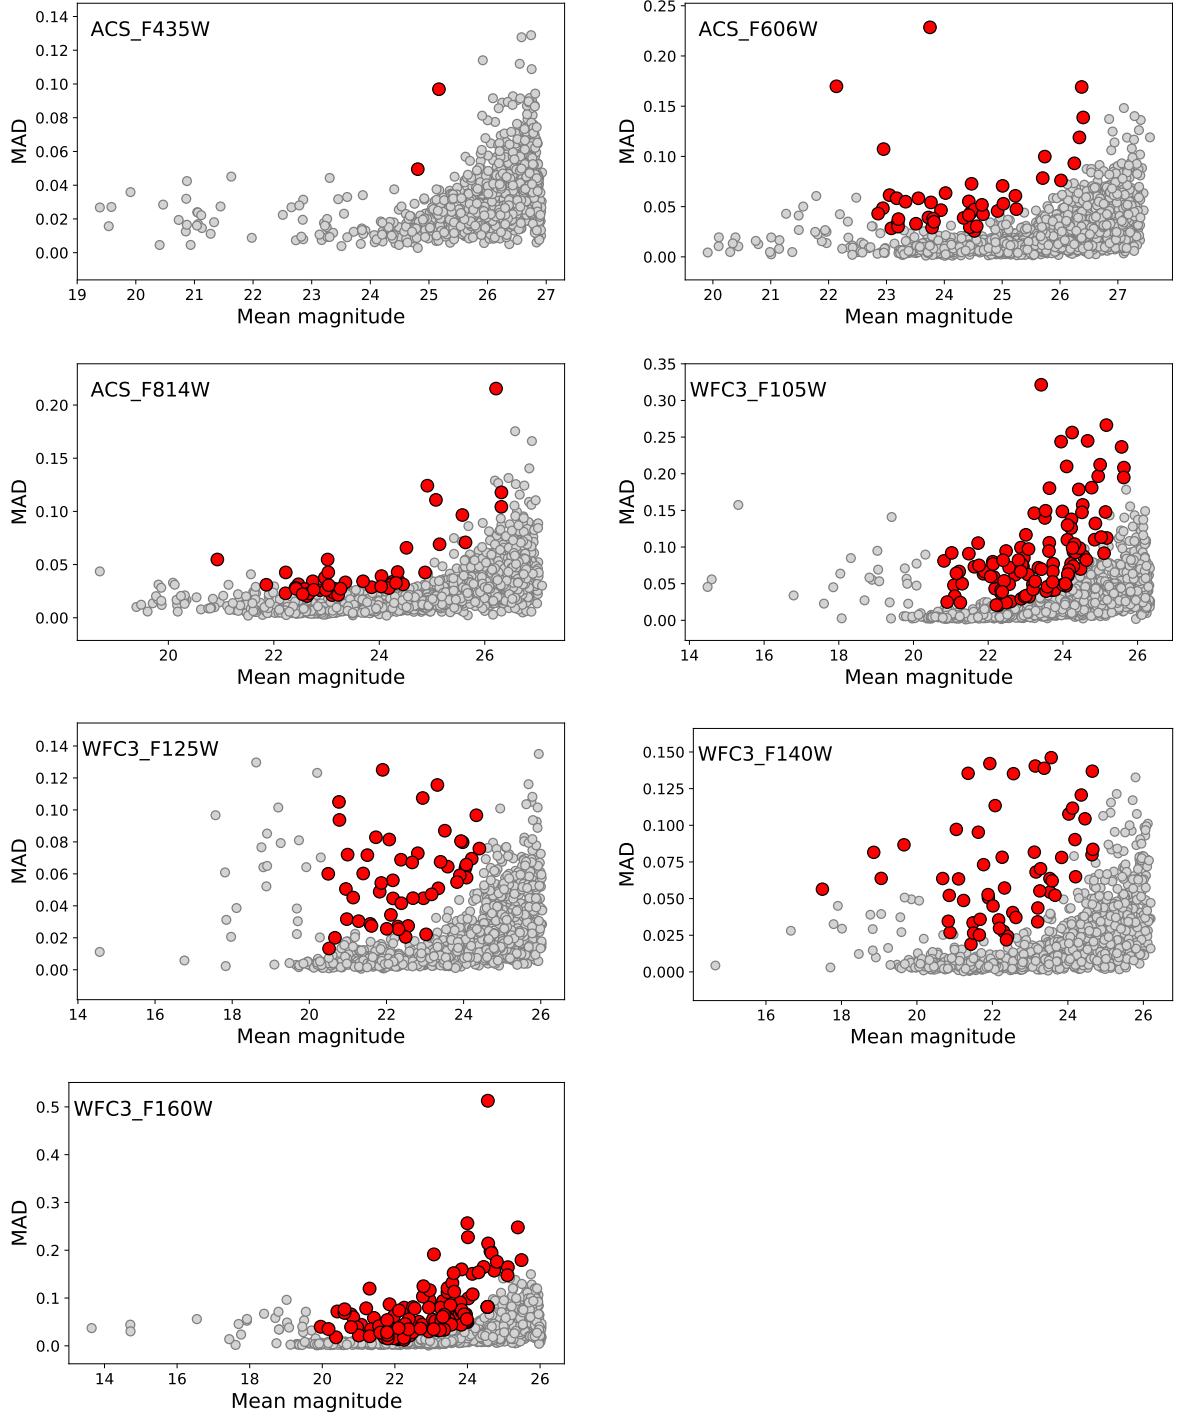 ACS_F435W
MAD
0.14
0.12
0.10
0.08
0.06
0.04
0.02
0.00
19 20 21 22 23 24 25 26 27
Mean magnitude
ACS_F606W
MAD
0.25
0.20
0.15
0.10
0.05
0.00
20 21 22 23 24 25 26 27
Mean magnitude
ACS_F814W
MAD
0.20
0.15
0.10
0.05
0.00
20 22 24 26
Mean magnitude
WFC3_F105W
MAD
0.35
0.30
0.25
0.20
0.15
0.10
0.05
0.00
14 16 18 20 22 24 26
Mean magnitude
WFC3_F125W
MAD
0.14
0.12
0.10
0.08
0.06
0.04
0.02
0.00
14 16 18 20 22 24 26
Mean magnitude
WFC3_F140W
MAD
0.150
0.125
0.100
0.075
0.050
0.025
0.000
16 18 20 22 24 26
Mean magnitude
WFC3_F160W
MAD
0.5
0.4
0.3
0.2
0.1
0.0
14 16 18 20 22 24 26
Mean magnitude